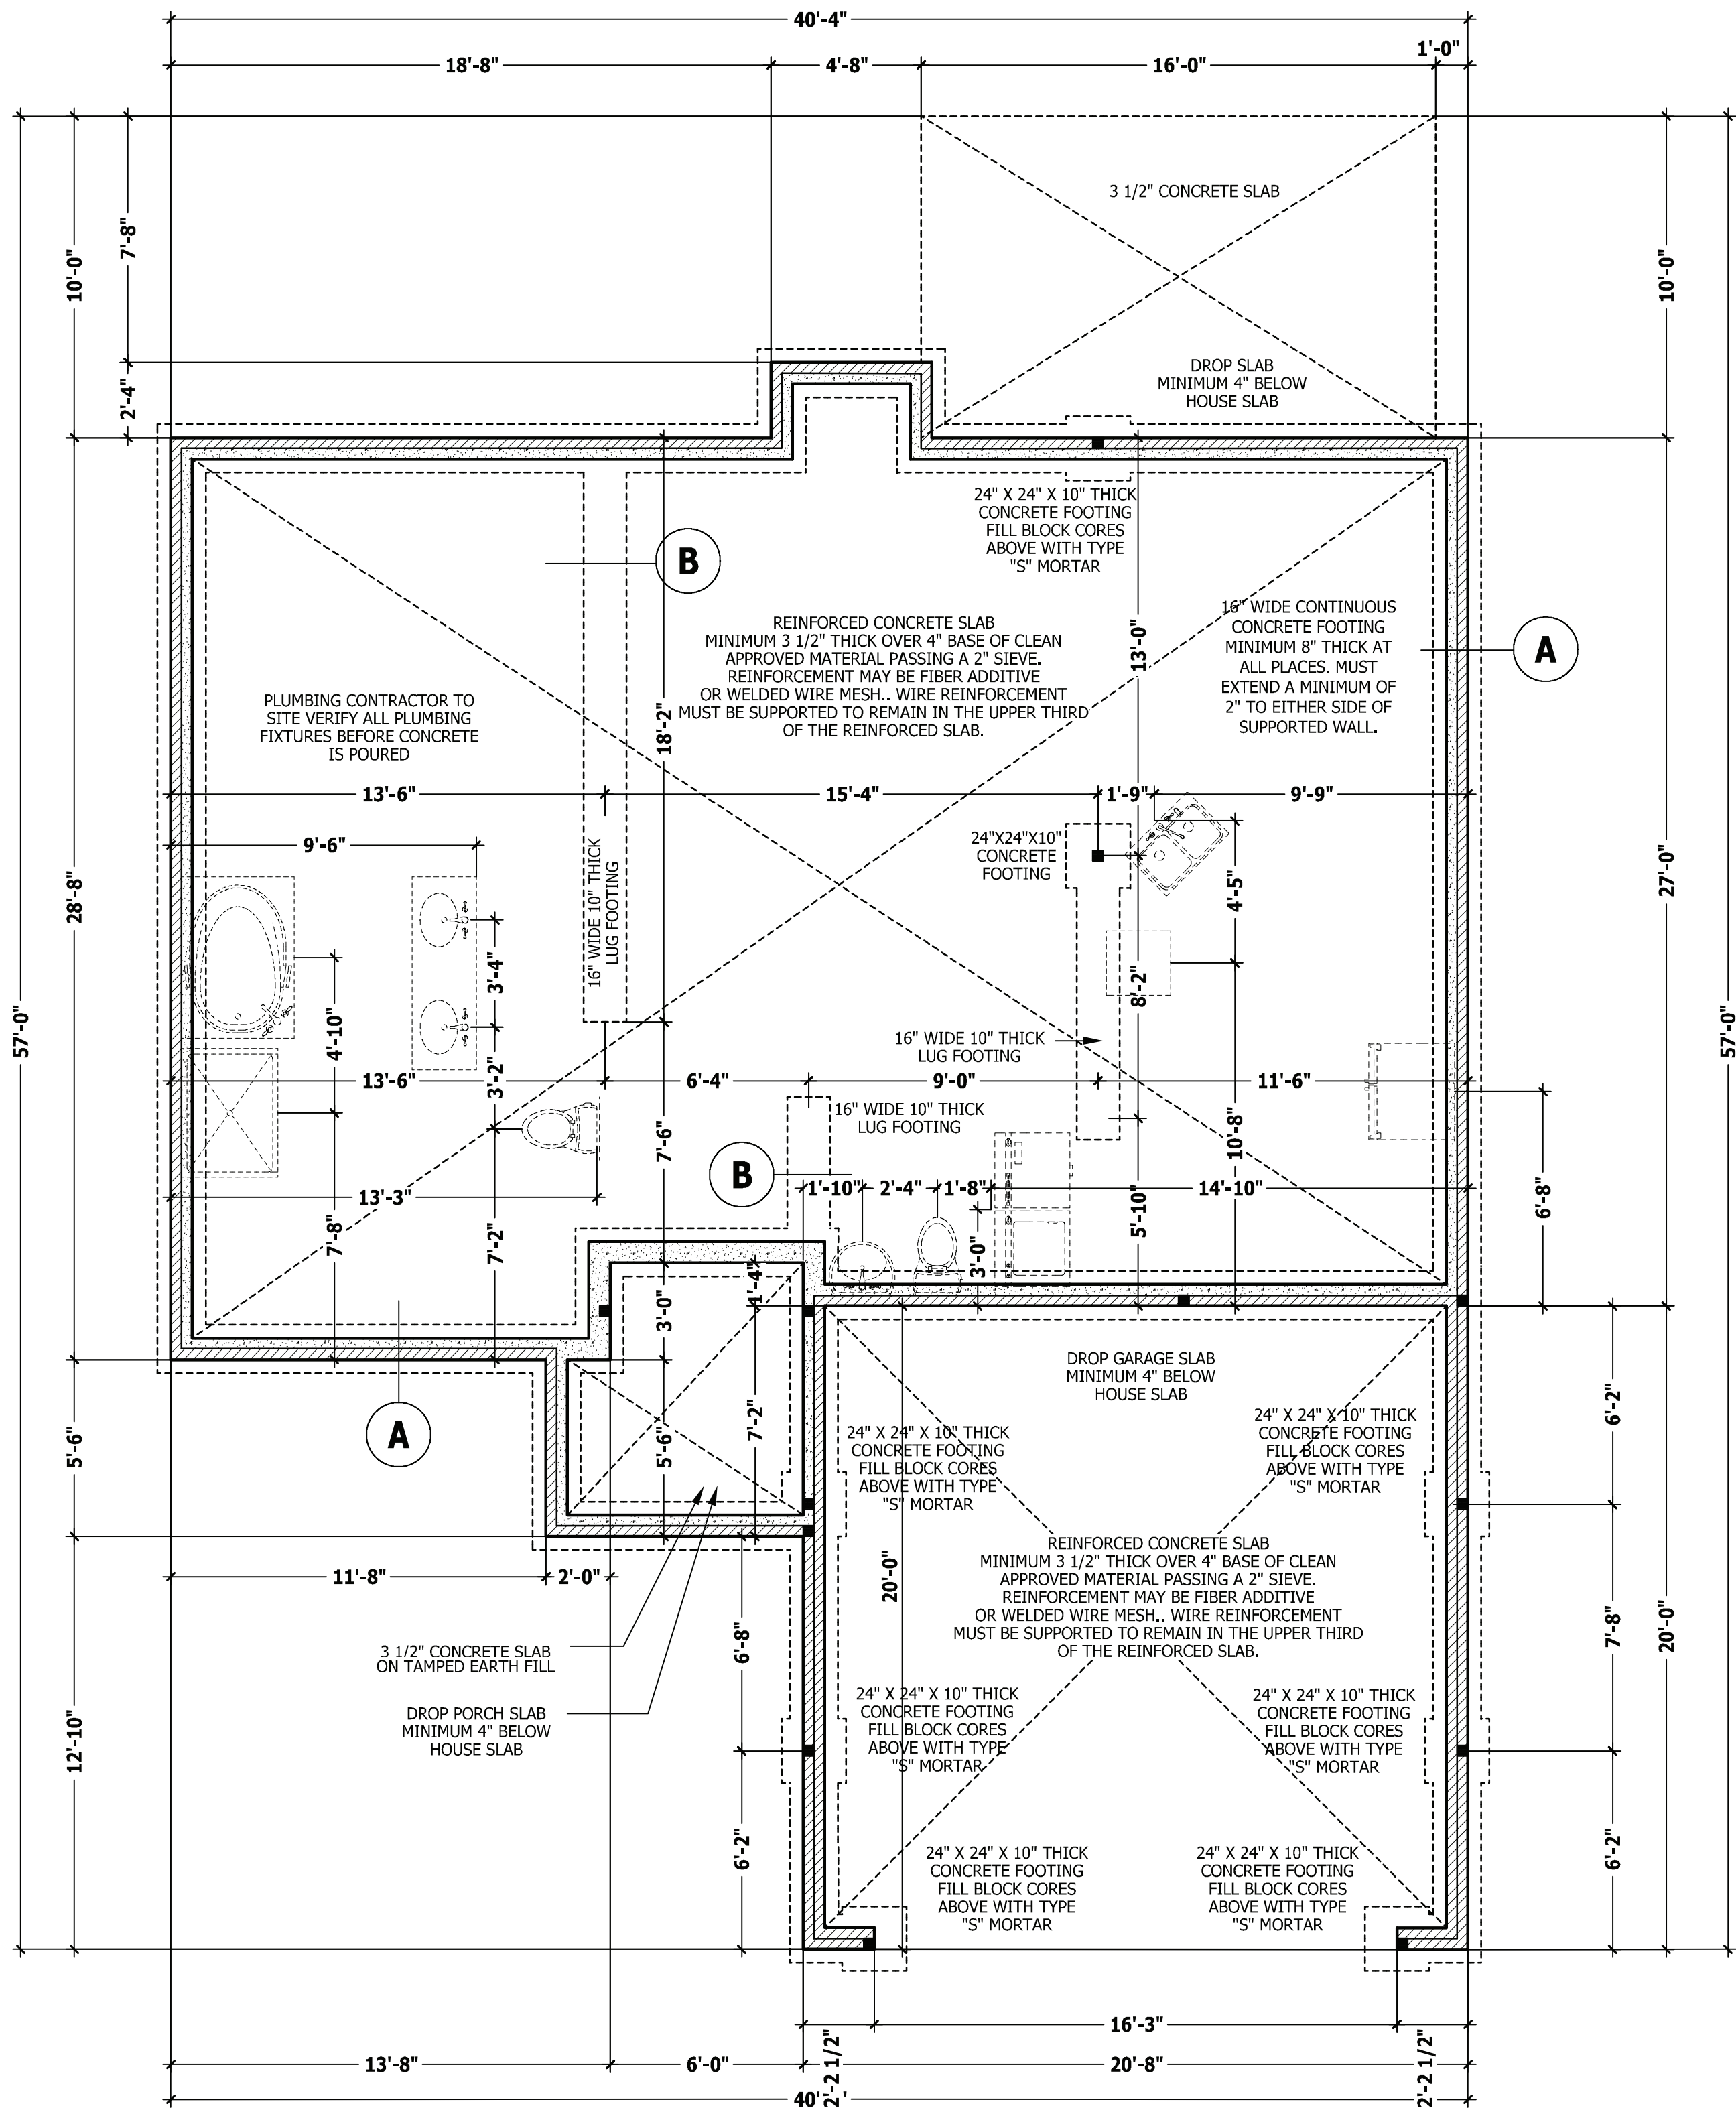 40'-4"
1'-0"
18'-8"
4'-8"
16'-0"
3 1/2" CONCRETE SLAB
7'-8"
10'-0"
10'-0"
DROP SLAB
MINIMUM 4" BELOW
HOUSE SLAB
2'-4"
24" X 24" X 10" THICK
CONCRETE FOOTING
FILL BLOCK CORES
ABOVE WITH TYPE
"S" MORTAR
B
16" WIDE CONTINUOUS
CONCRETE FOOTING
MINIMUM 8" THICK AT
ALL PLACES. MUST
EXTEND A MINIMUM OF
2" TO EITHER SIDE OF
SUPPORTED WALL.
A
REINFORCED CONCRETE SLAB
MINIMUM 3 1/2" THICK OVER 4" BASE OF CLEAN
APPROVED MATERIAL PASSING A 2" SIEVE.
REINFORCEMENT MAY BE FIBER ADDITIVE
OR WELDED WIRE MESH.. WIRE REINFORCEMENT
MUST BE SUPPORTED TO REMAIN IN THE UPPER THIRD
OF THE REINFORCED SLAB.
13'-0"
18'-2"
PLUMBING CONTRACTOR TO
SITE VERIFY ALL PLUMBING
FIXTURES BEFORE CONCRETE
IS POURED
13'-6"
15'-4"
1'-9"
9'-9"
9'-6"
24"X24"X10"
CONCRETE
FOOTING
16" WIDE 10" THICK
LUG FOOTING
4'-5"
28'-8"
27'-0"
3'-4"
8'-2"
57'-0"
57'-0"
4'-10"
16" WIDE 10" THICK
LUG FOOTING
3'-2"
13'-6"
6'-4"
9'-0"
11'-6"
16" WIDE 10" THICK
LUG FOOTING
7'-6"
10'-8"
B
1'-10"
2'-4"
1'-8"
14'-10"
13'-3"
6'-8"
5'-10"
7'-8"
7'-2"
3'-0"
1'-4"
3'-0"
DROP GARAGE SLAB
MINIMUM 4" BELOW
HOUSE SLAB
6'-2"
A
7'-2"
5'-6"
5'-6"
24" X 24" X 10" THICK
CONCRETE FOOTING
FILL BLOCK CORES
ABOVE WITH TYPE
"S" MORTAR
24" X 24" X 10" THICK
CONCRETE FOOTING
FILL BLOCK CORES
ABOVE WITH TYPE
"S" MORTAR
REINFORCED CONCRETE SLAB
MINIMUM 3 1/2" THICK OVER 4" BASE OF CLEAN
APPROVED MATERIAL PASSING A 2" SIEVE.
REINFORCEMENT MAY BE FIBER ADDITIVE
OR WELDED WIRE MESH.. WIRE REINFORCEMENT
MUST BE SUPPORTED TO REMAIN IN THE UPPER THIRD
OF THE REINFORCED SLAB.
20'-0"
11'-8"
2'-0"
6'-8"
7'-8"
20'-0"
3 1/2" CONCRETE SLAB
ON TAMPED EARTH FILL
DROP PORCH SLAB
MINIMUM 4" BELOW
HOUSE SLAB
12'-10"
24" X 24" X 10" THICK
CONCRETE FOOTING
FILL BLOCK CORES
ABOVE WITH TYPE
"S" MORTAR
24" X 24" X 10" THICK
CONCRETE FOOTING
FILL BLOCK CORES
ABOVE WITH TYPE
"S" MORTAR
6'-2"
6'-2"
24" X 24" X 10" THICK
CONCRETE FOOTING
FILL BLOCK CORES
ABOVE WITH TYPE
"S" MORTAR
24" X 24" X 10" THICK
CONCRETE FOOTING
FILL BLOCK CORES
ABOVE WITH TYPE
"S" MORTAR
16'-3"
2'-2 1/2"
2'-2 1/2"
13'-8"
6'-0"
20'-8"
40'